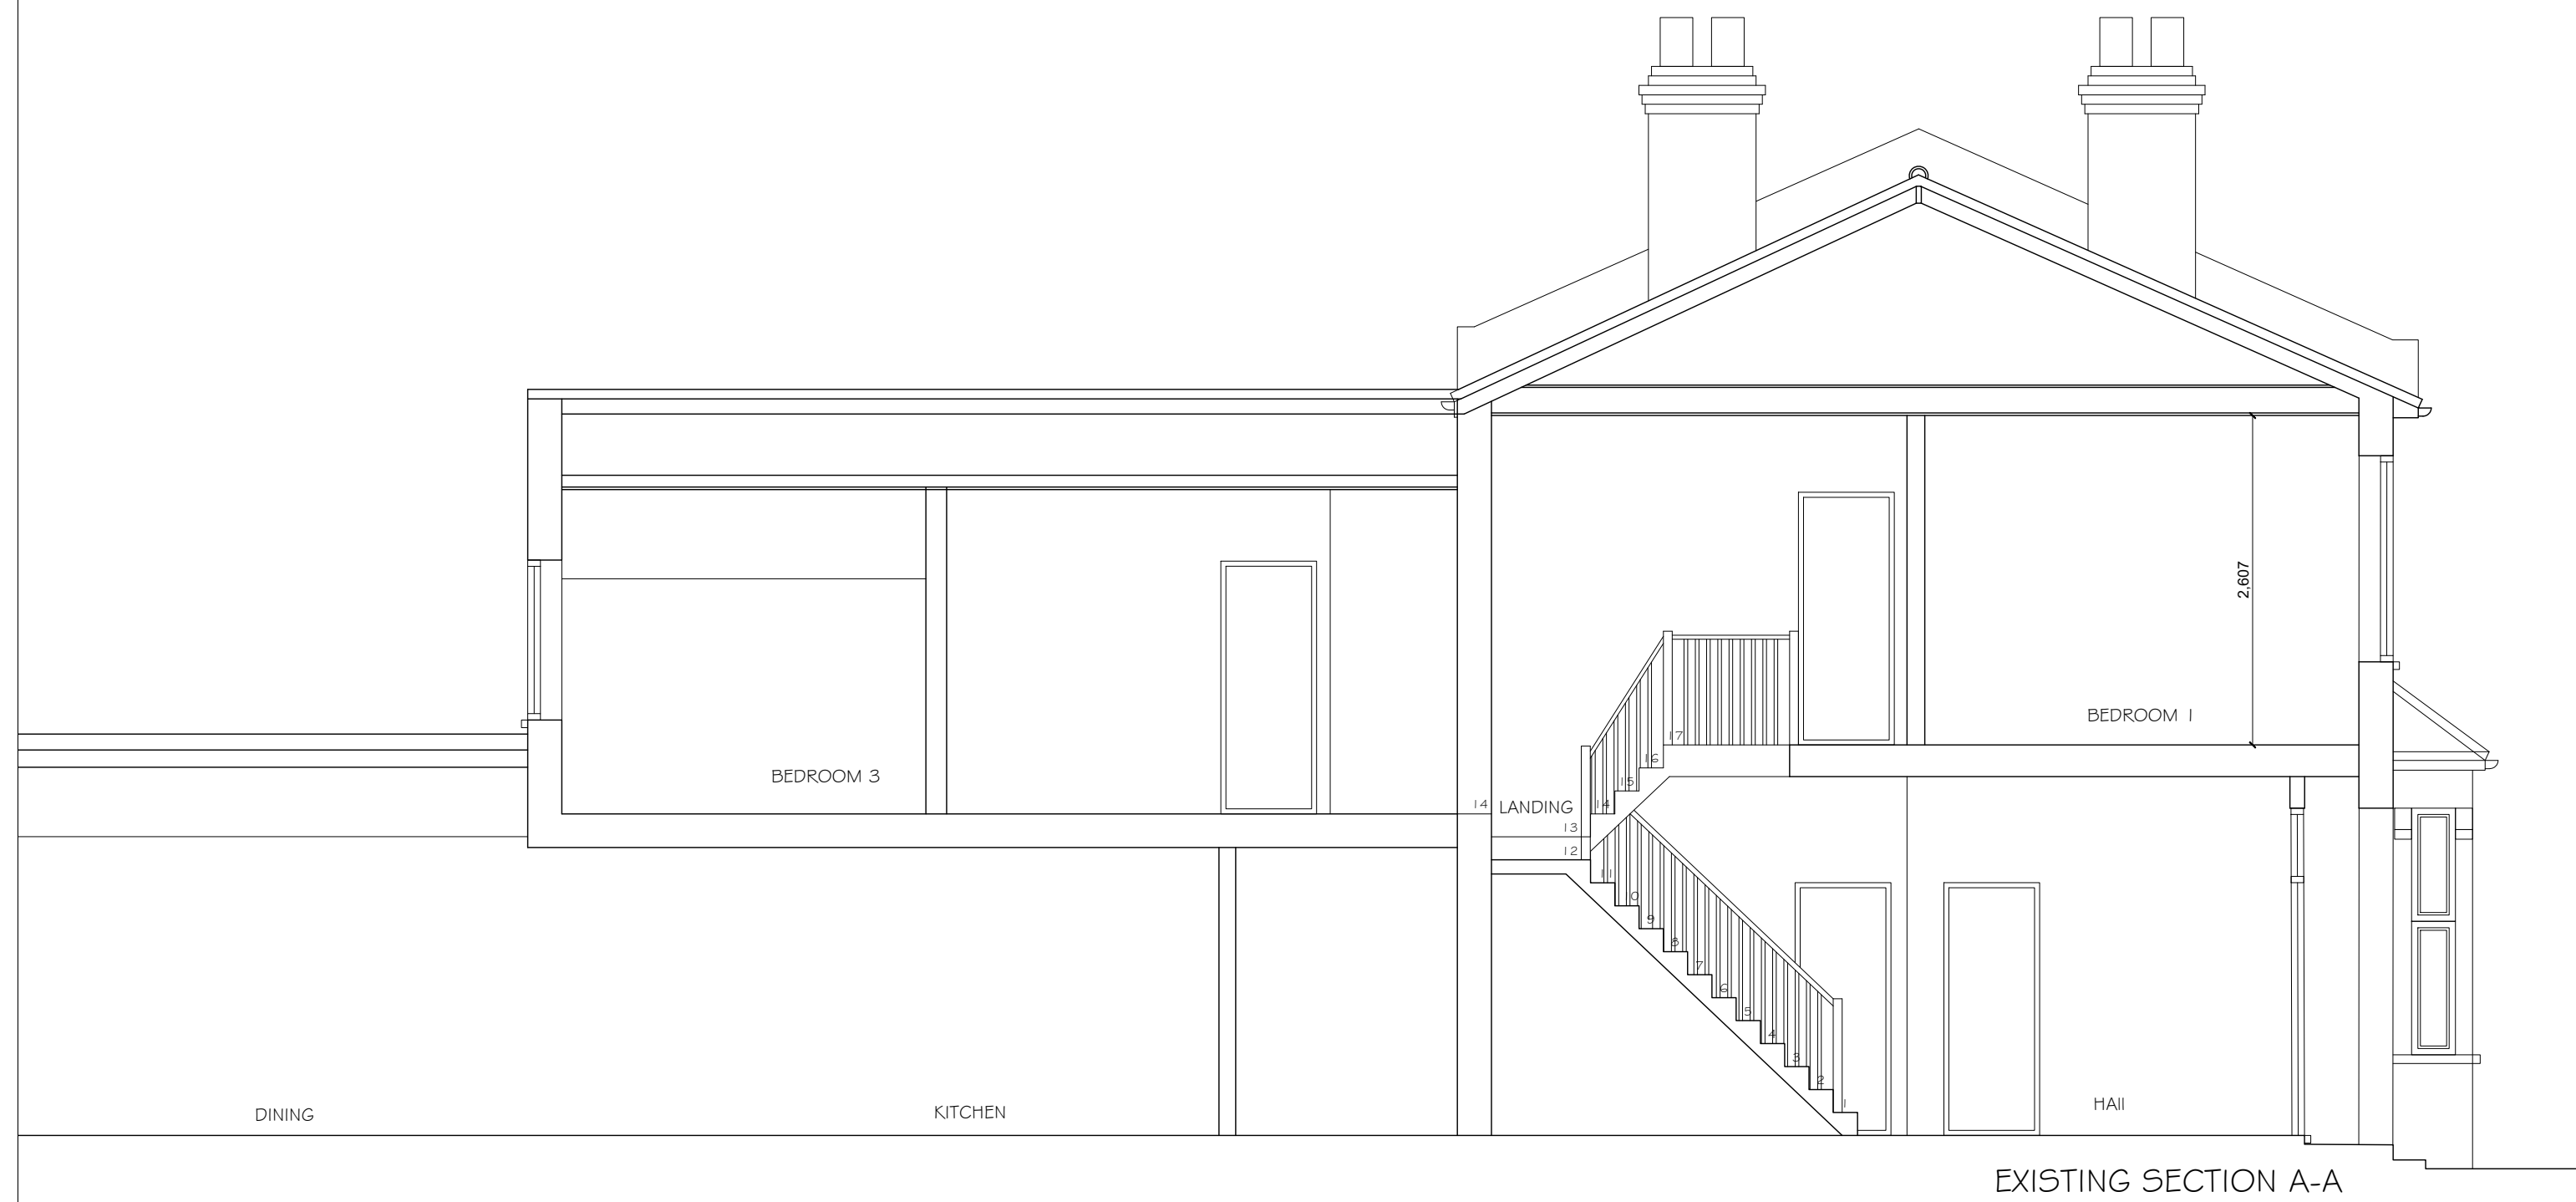 2,607
BEDROOM 1
17
16
BEDROOM 3
15
14 LANDING 14
13
12
11
10
9
8
7
6
5
4
3
2
1
DINING
KITCHEN
HAll
EXISTING SECTION A-A